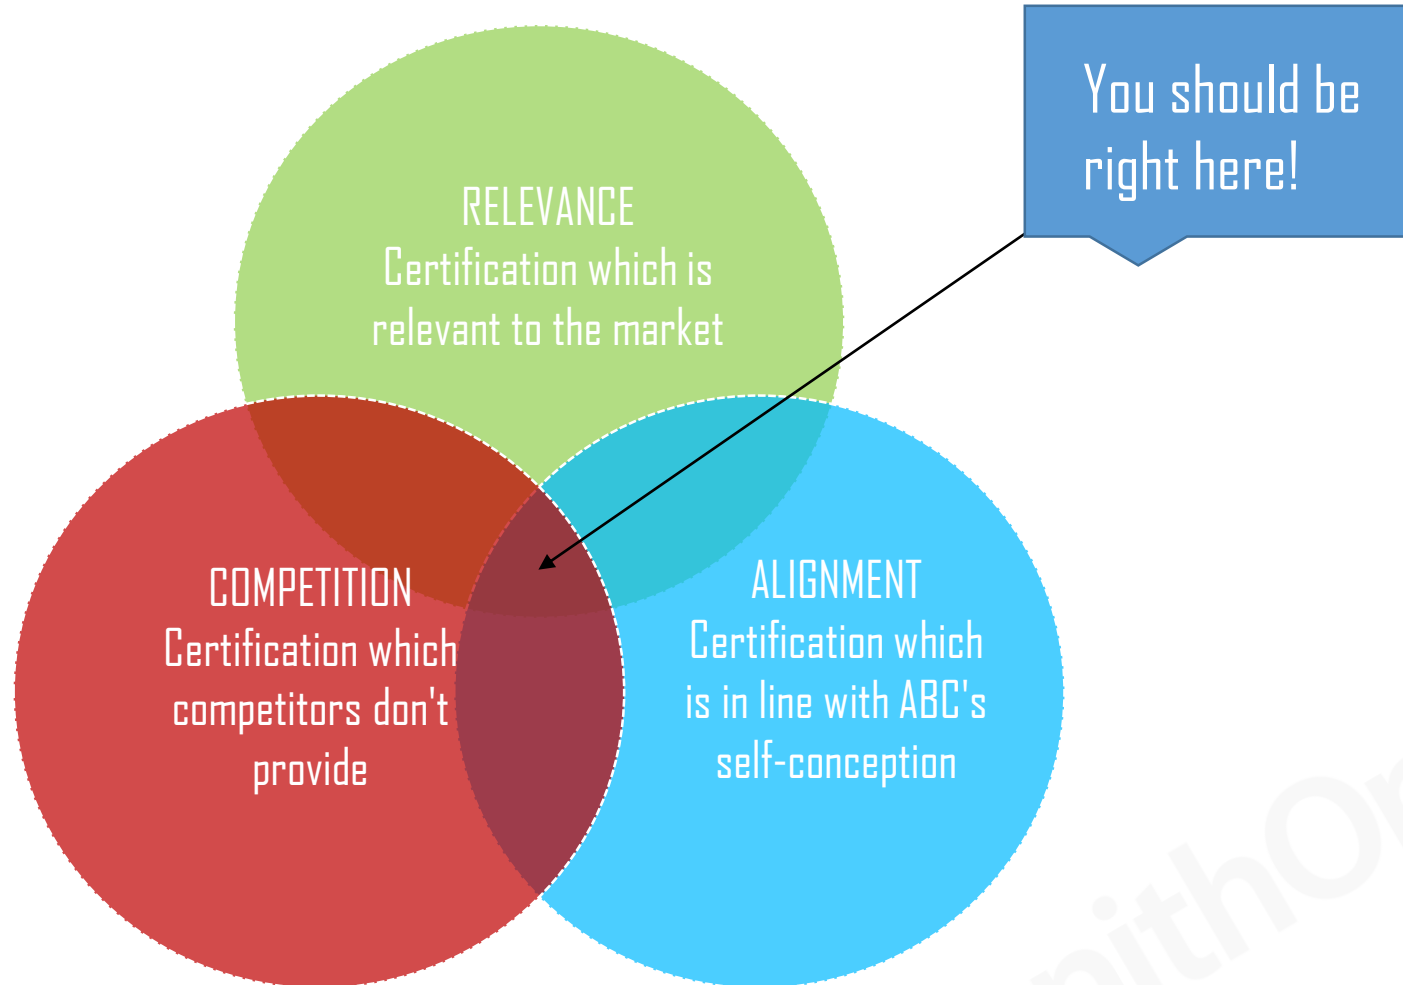 You should be
right here!
RELEVANCE
Certification which is
relevant to the market
COMPETITION
Certification which
competitors don't
provide
ALIGNMENT
Certification which
is in line with ABC's
self-conception